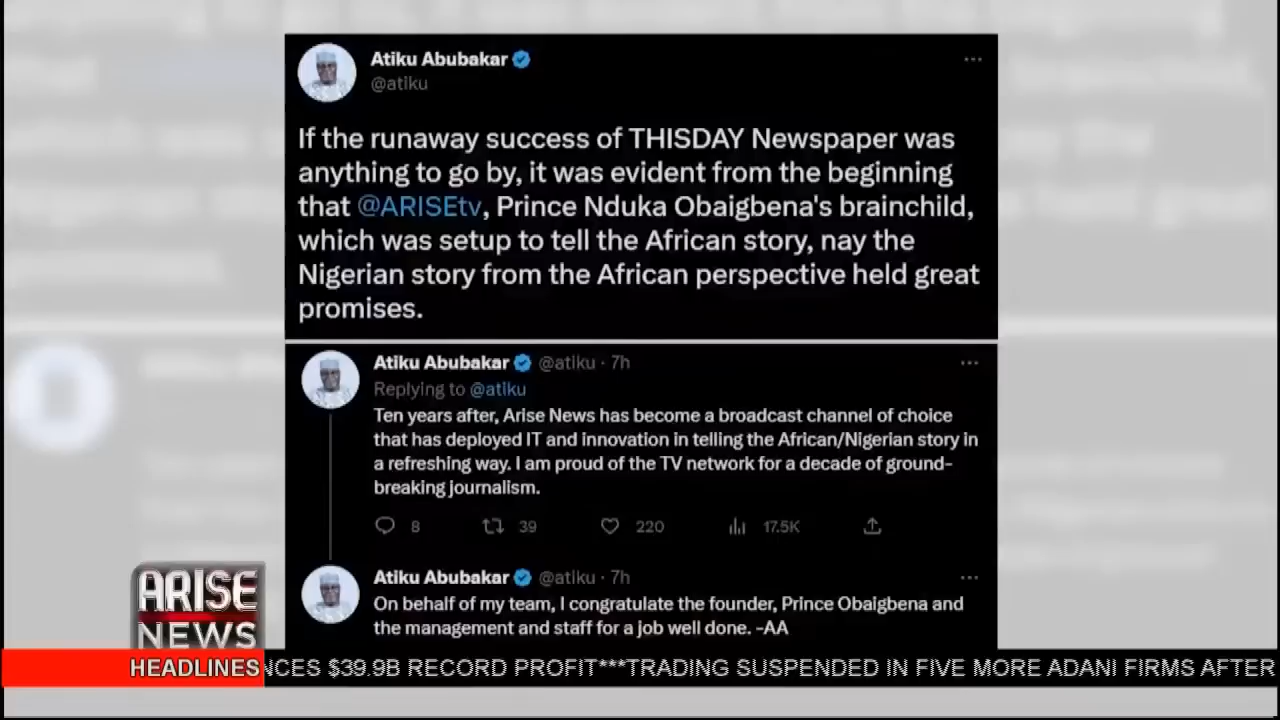 Atiku Abubakar
@atiku
If the runaway success of THISDAY Newspaper was
anything to go by, it was evident from the beginning
that @ARISEtv, Prince Nduka Obaigbena's brainchild,
which was setup to tell the African story, nay the
Nigerian story from the African perspective held great
promises.
Atiku Abubakar @atiku · 7h
Replying to @atiku
Ten years after, Arise News has become a broadcast channel of choice
that has deployed IT and innovation in telling the African/Nigerian story in
a refreshing way. I am proud of the TV network for a decade of ground-
breaking journalism.
8 39 220 17.5K
Atiku Abubakar @atiku · 7h
On behalf of my team, I congratulate the founder, Prince Obaigbena and
the management and staff for a job well done. -AA
ARISE
NEWS
HEADLINES NCES $39.9B RECORD PROFIT***TRADING SUSPENDED IN FIVE MORE ADANI FIRMS AFTER